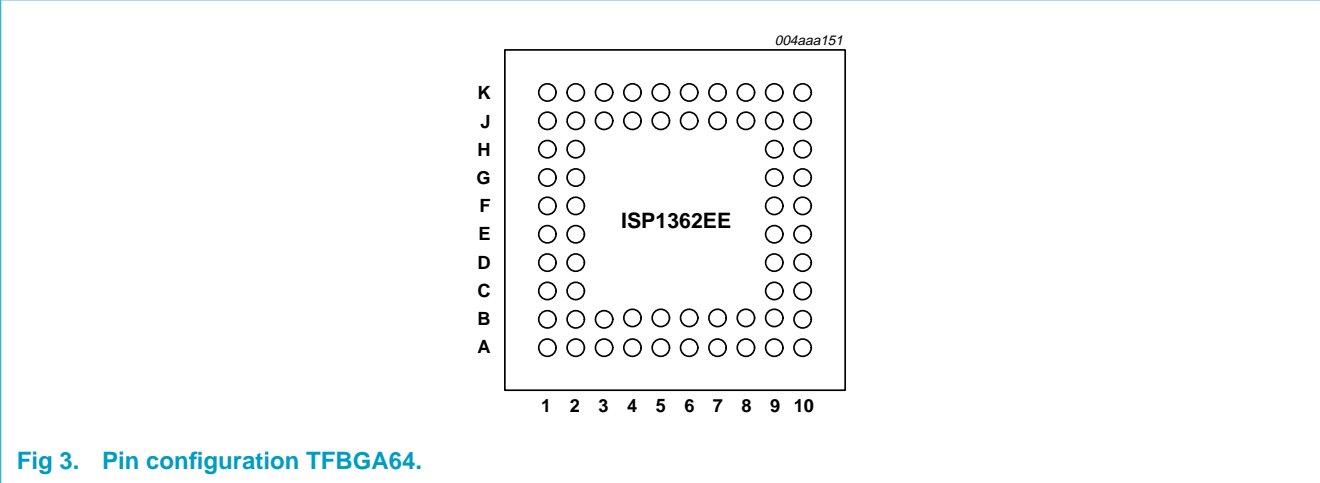 004aaa151
K
J
H
G
F
ISP1362EE
E
D
C
B
A
1 2 3 4 5 6 7 8 9 10
Fig 3. Pin configuration TFBGA64.